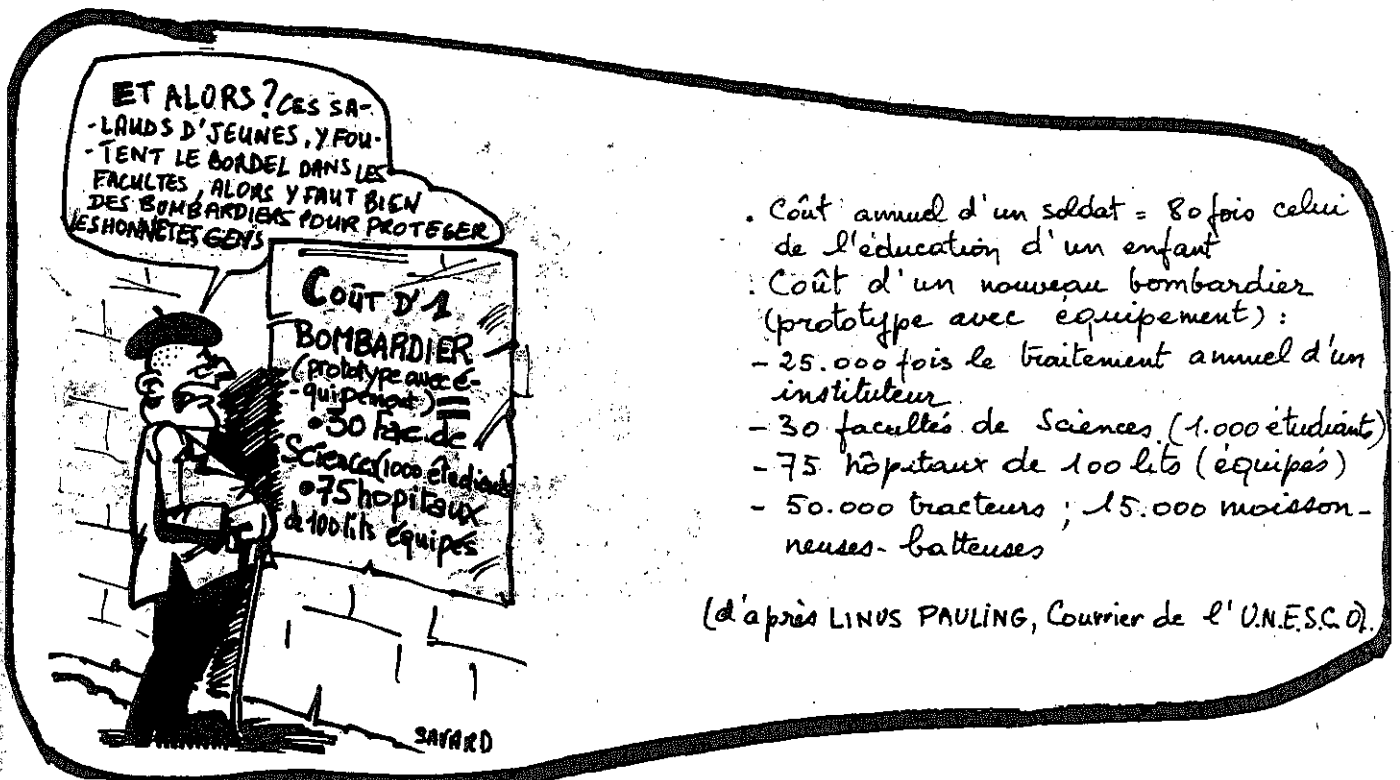 ET ALORS? CES SA-
-LAUDS D'JEUNES, Y FOU-
-TENT LE BORDEL DANS LES
FACULTES, ALORS Y FAUT BIEN
DES BOMBARDIERS POUR PROTEGER
LES HONNETES GENS
COÛT D'1
BOMBARDIER
(prototype avec é-
-quipement) =
•30 Fac de
Sciences (1000 étudiants)
•75 hopitaux
de 100 lits équipés
SAVARD
. Coût annuel d'un soldat = 80 fois celui
de l'éducation d'un enfant
. Coût d'un nouveau bombardier
(prototype avec équipement) :
- 25.000 fois le traitement annuel d'un
instituteur
- 30 facultés de Sciences (1.000 étudiants)
- 75 hôpitaux de 100 lits (équipés)
- 50.000 tracteurs ; 15.000 moisson-
neuses-batteuses
(d'après LINUS PAULING, Courrier de l'U.N.E.S.C.O).